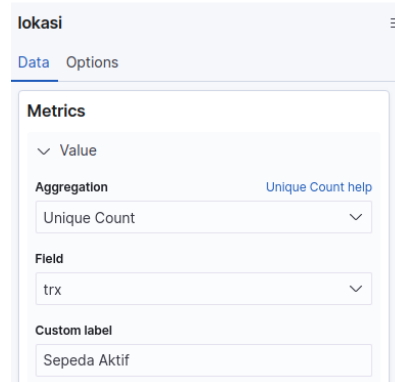 lokasi
Data Options
Metrics
Value
Aggregation Unique Count help
Unique Count
Field
trx
Custom label
Sepeda Aktif